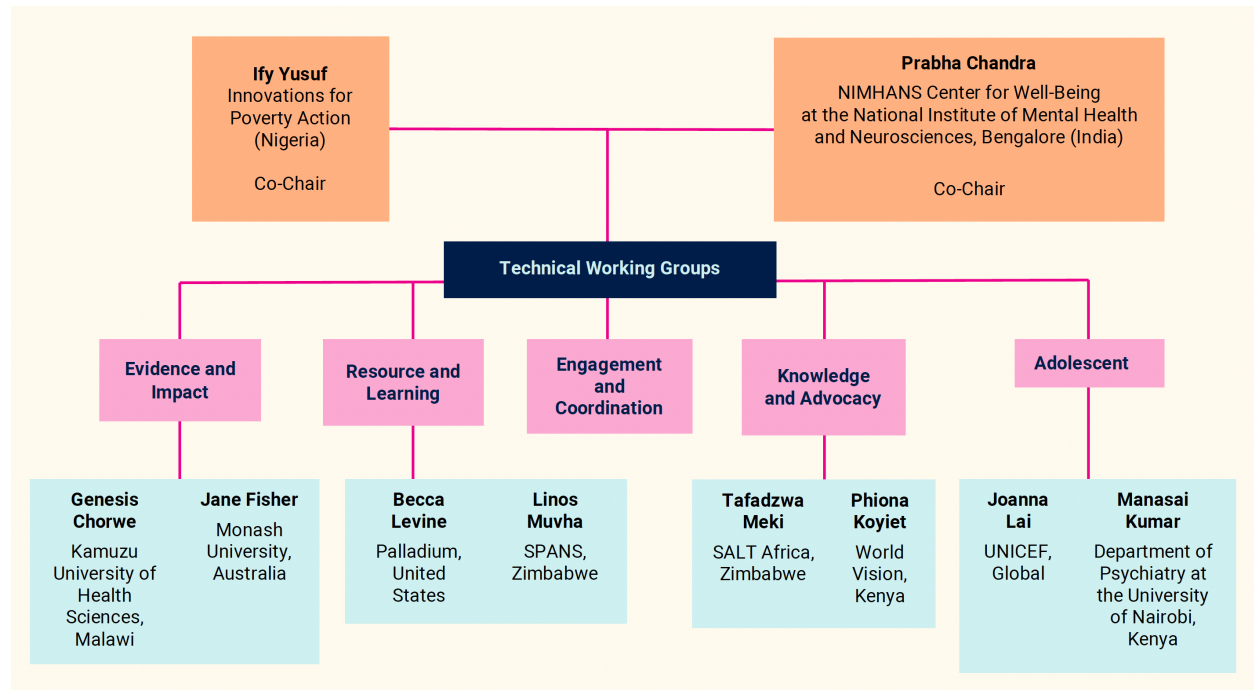 Ify Yusuf
Innovations for
Poverty Action
(Nigeria)
Co-Chair
Prabha Chandra
NIMHANS Center for Well-Being
at the National Institute of Mental Health
and Neurosciences, Bengalore (India)
Co-Chair
Technical Working Groups
Evidence and
Impact
Resource and
Learning
Engagement
and
Coordination
Knowledge
and Advocacy
Adolescent
Genesis
Chorwe
Kamuzu
University of
Health
Sciences,
Malawi
Jane Fisher
Monash
University,
Australia
Becca
Levine
Palladium,
United
States
Linos
Muvha
SPANS,
Zimbabwe
Tafadzwa
Meki
SALT Africa,
Zimbabwe
Phiona
Koyiet
World
Vision,
Kenya
Joanna
Lai
UNICEF,
Global
Manasai
Kumar
Department of
Psychiatry at
the University
of Nairobi,
Kenya